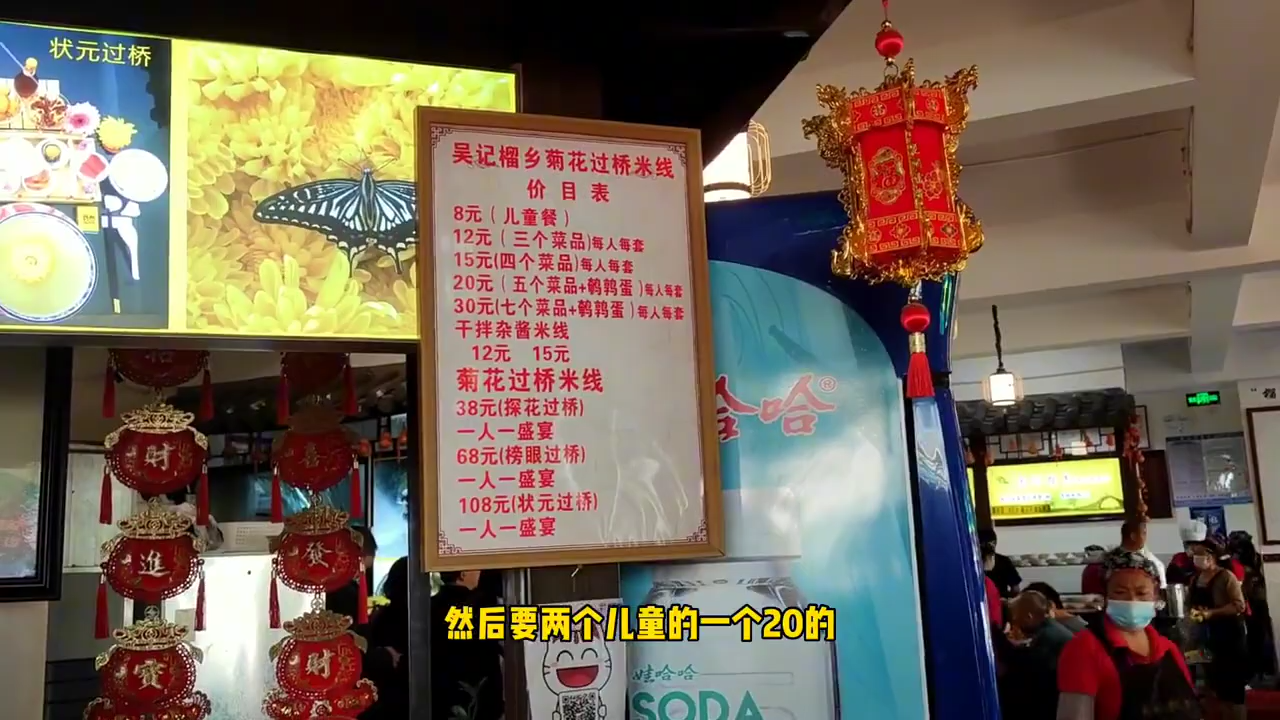 状元过桥
吴记榴乡菊花过桥米线
价目表
8元（儿童餐）
12元（三个菜品)每人每套
15元(四个菜品)每人每套
20元（五个菜品+鹌鹑蛋）每人每套
30元(七个菜品+鹌鹑蛋）每人每套
干拌杂酱米线
12元 15元
菊花过桥米线
38元(探花过桥)
一人一盛宴
68元(榜眼过桥)
一人一盛宴
108元(状元过桥)
一人一盛宴
福
哈哈®
财
進
寳
喜
發
财
娃哈哈
SODA
然后要两个儿童的一个20的